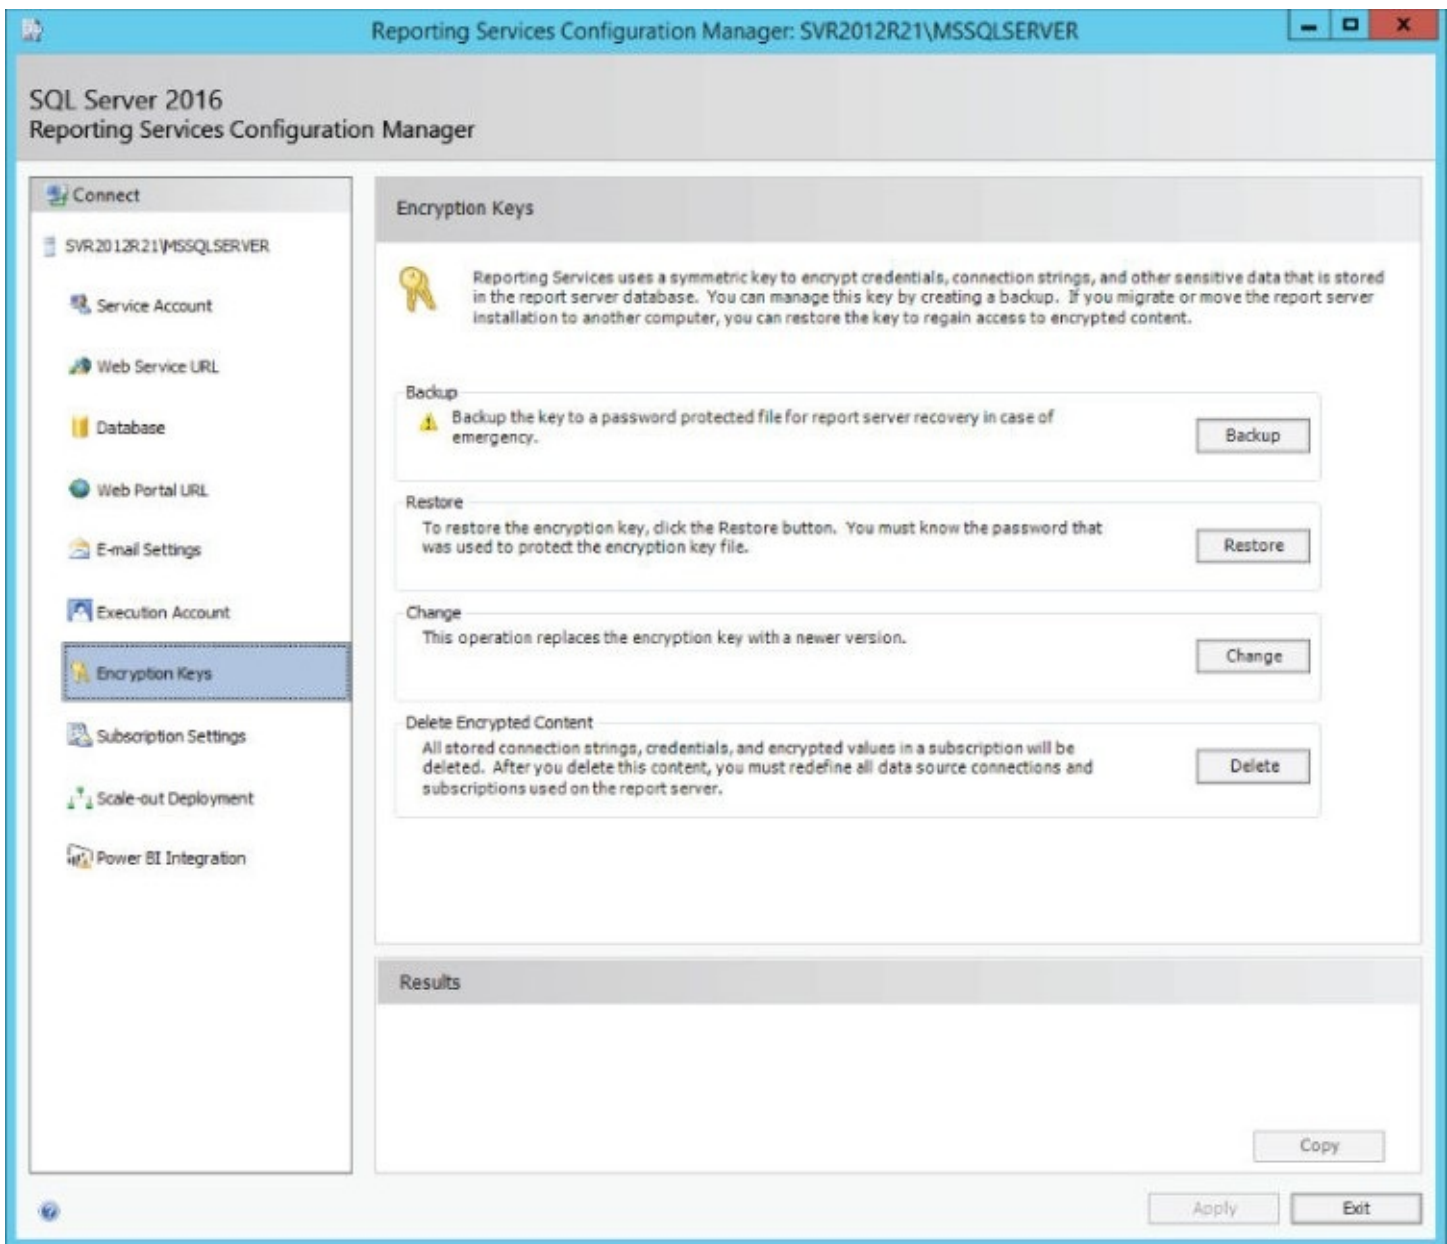 Reporting Services Configuration Manager: SVR2012R21\MSSQLSERVER
SQL Server 2016
Reporting Services Configuration Manager
Connect
SVR2012R21\MSSQLSERVER
Service Account
Web Service URL
Database
Web Portal URL
E-mail Settings
Execution Account
Encryption Keys
Subscription Settings
Scale-out Deployment
Power BI Integration
Encryption Keys
Reporting Services uses a symmetric key to encrypt credentials, connection strings, and other sensitive data that is stored
in the report server database. You can manage this key by creating a backup. If you migrate or move the report server
installation to another computer, you can restore the key to regain access to encrypted content.
Backup
Backup the key to a password protected file for report server recovery in case of
emergency.
Backup
Restore
To restore the encryption key, click the Restore button. You must know the password that
was used to protect the encryption key file.
Restore
Change
This operation replaces the encryption key with a newer version.
Change
Delete Encrypted Content
All stored connection strings, credentials, and encrypted values in a subscription will be
deleted. After you delete this content, you must redefine all data source connections and
subscriptions used on the report server.
Delete
Results
Copy
Apply
Exit